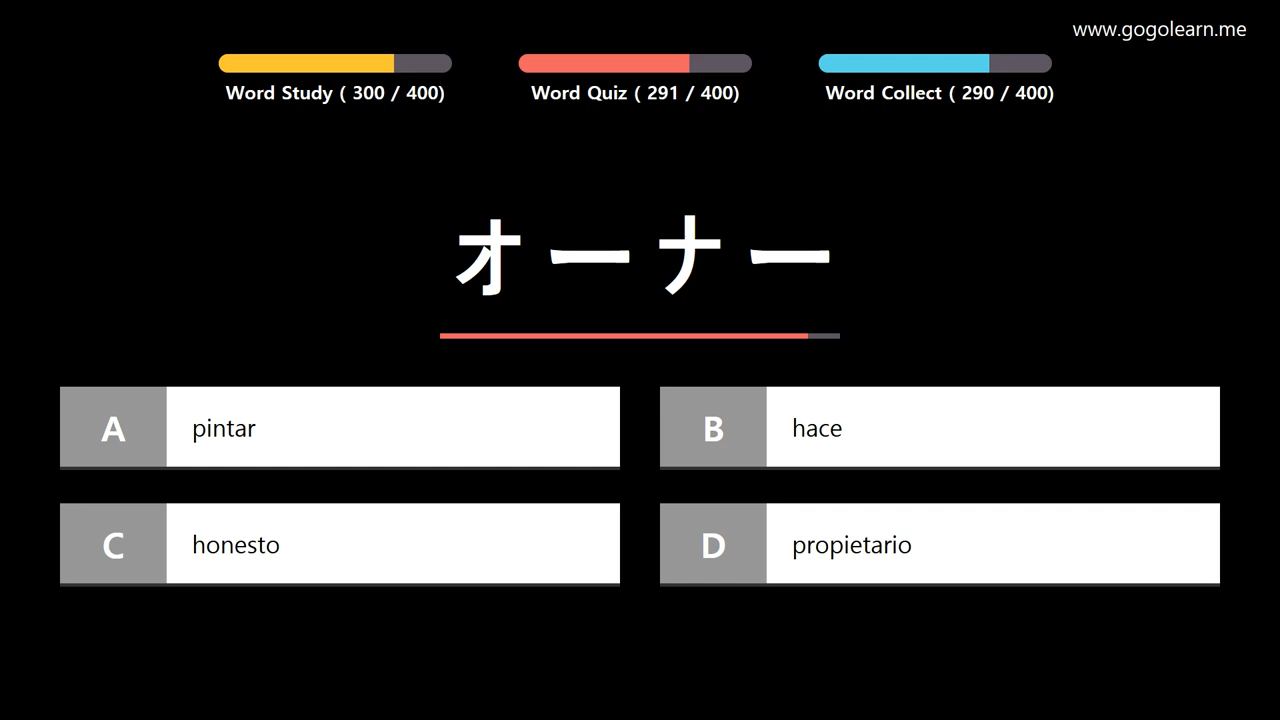 www.gogolearn.me
Word Study ( 300 / 400)
Word Quiz ( 291 / 400)
Word Collect ( 290 / 400)
オーナー
A pintar
B hace
C honesto
D propietario